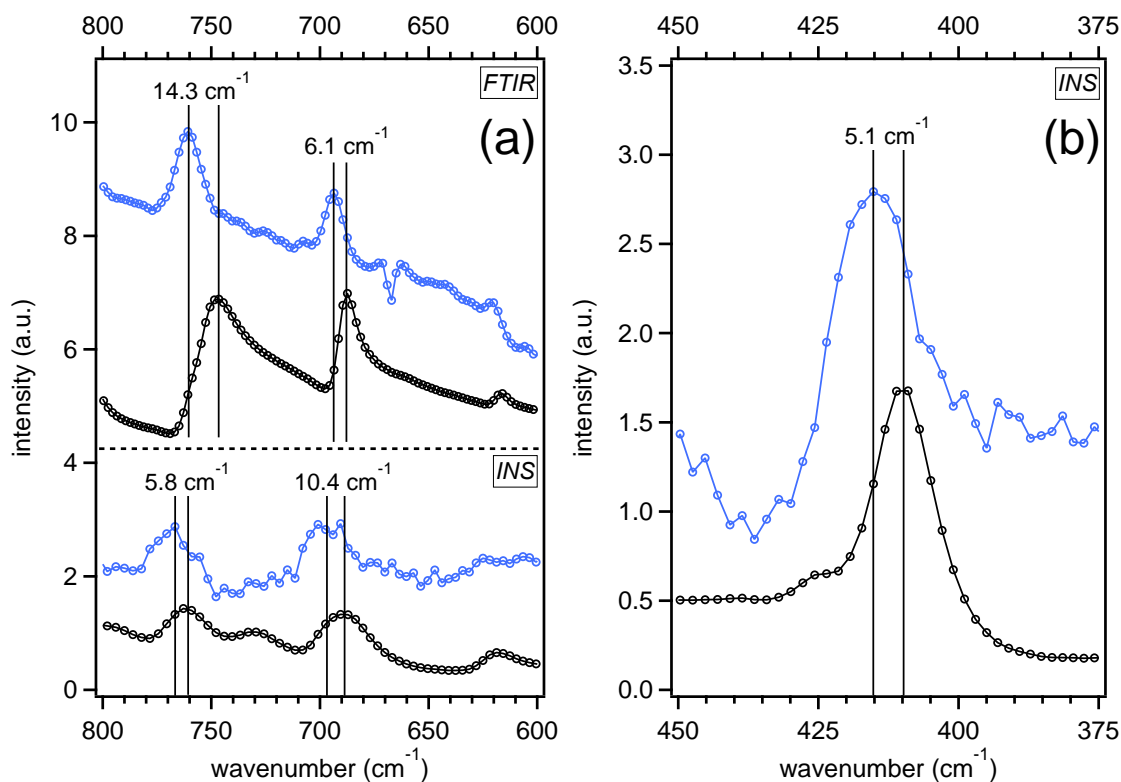 800 750 700 650 600
450 425 400 375
FTIR
14.3 cm⁻¹
(a)
6.1 cm⁻¹
INS
5.8 cm⁻¹
10.4 cm⁻¹
10
8
6
4
2
0
intensity (a.u.)
800 750 700 650 600
wavenumber (cm⁻¹)
INS
(b)
5.1 cm⁻¹
3.5
3.0
2.5
2.0
1.5
1.0
0.5
0.0
intensity (a.u.)
450 425 400 375
wavenumber (cm⁻¹)